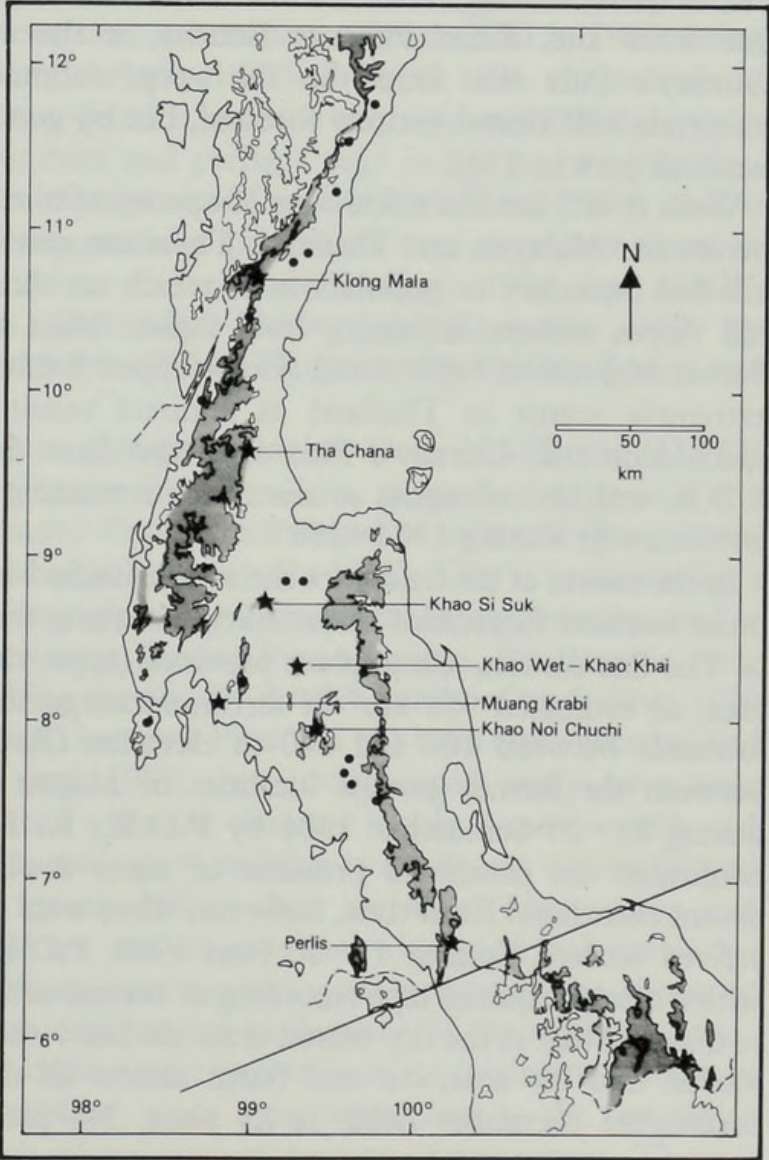 12°
11°
N
Klong Mala
10°
Tha Chana
0 50 100
km
9°
Khao Si Suk
Khao Wet–Khao Khai
Muang Krabi
8°
Khao Noi Chuchi
7°
Perlis
6°
98° 99° 100°